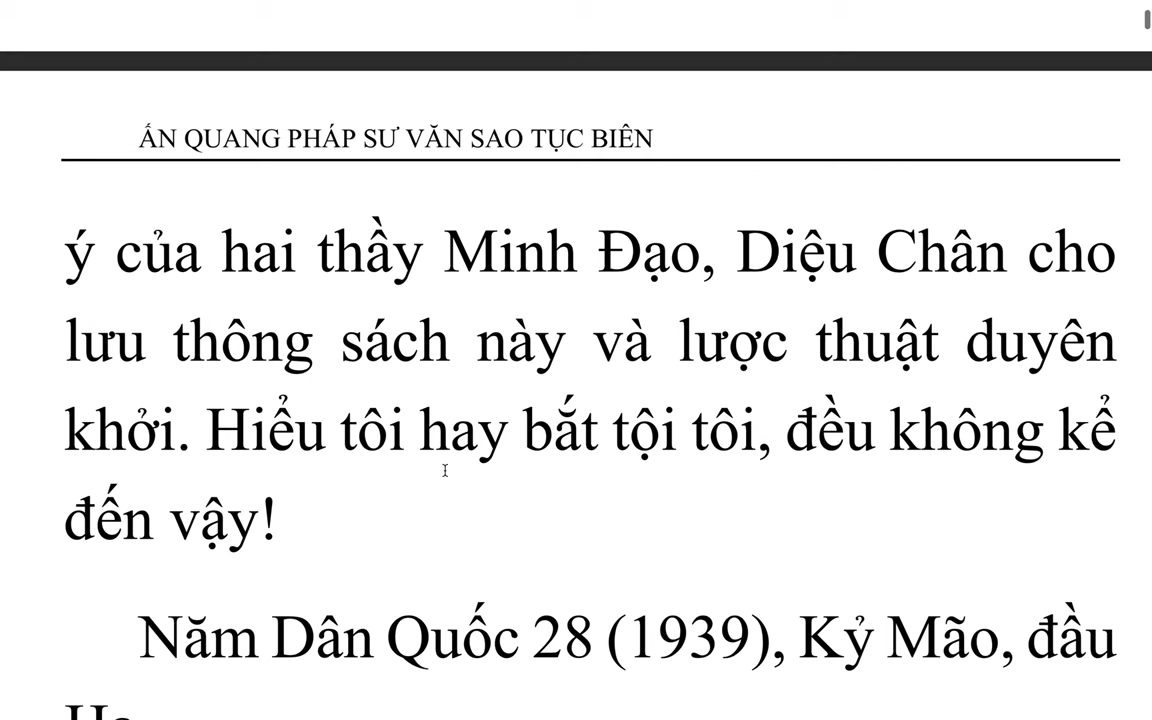 ẤN QUANG PHÁP SƯ VĂN SAO TỤC BIÊN
ý của hai thầy Minh Đạo, Diệu Chân cho
lưu thông sách này và lược thuật duyên
khởi. Hiểu tôi hay bắt tội tôi, đều không kể
đến vậy!
Năm Dân Quốc 28 (1939), Kỷ Mão, đầu